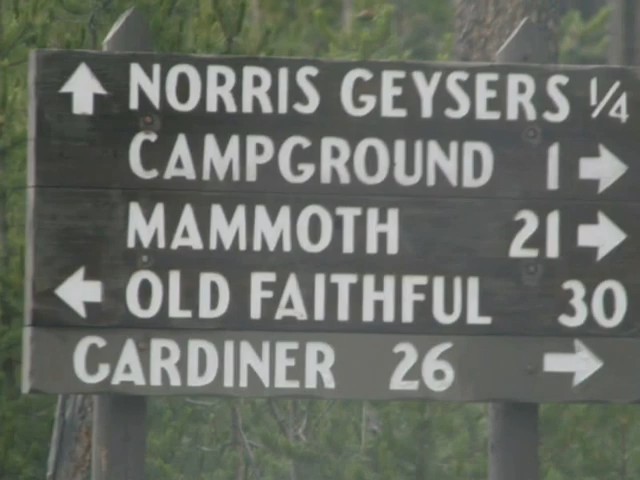 NORRIS GEYSERS 1/4
CAMPGROUND 1
MAMMOTH 21
OLD FAITHFUL 30
GARDINER 26